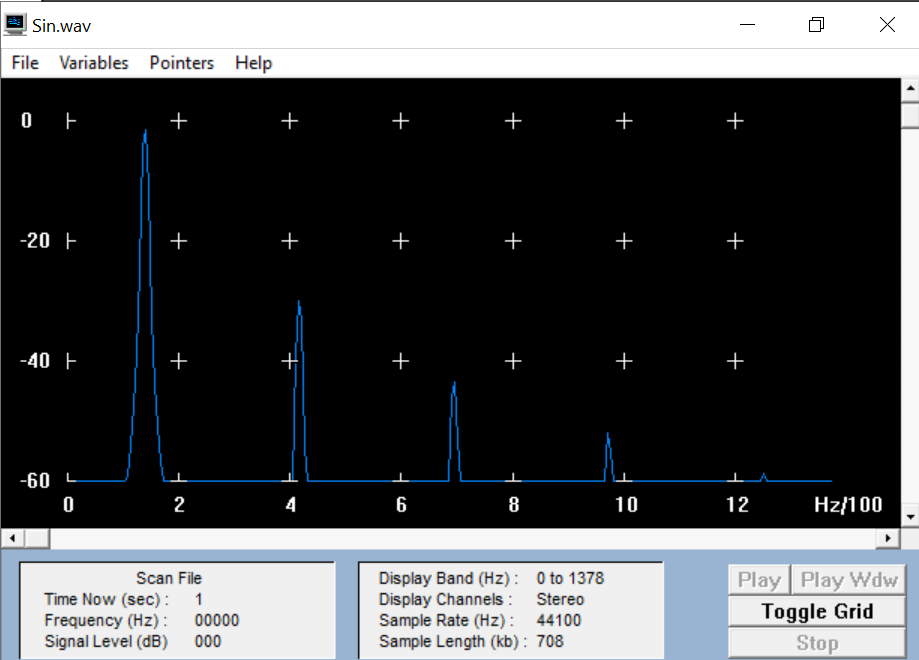 Sin.wav
File Variables Pointers Help
0
-20
-40
-60
0 2 4 6 8 10 12 Hz/100
Scan File
Time Now (sec) : 1
Frequency (Hz) : 00000
Signal Level (dB) 000
Display Band (Hz) : 0 to 1378
Display Channels : Stereo
Sample Rate (Hz) : 44100
Sample Length (kb) : 708
Play Play Wdw
Toggle Grid
Stop